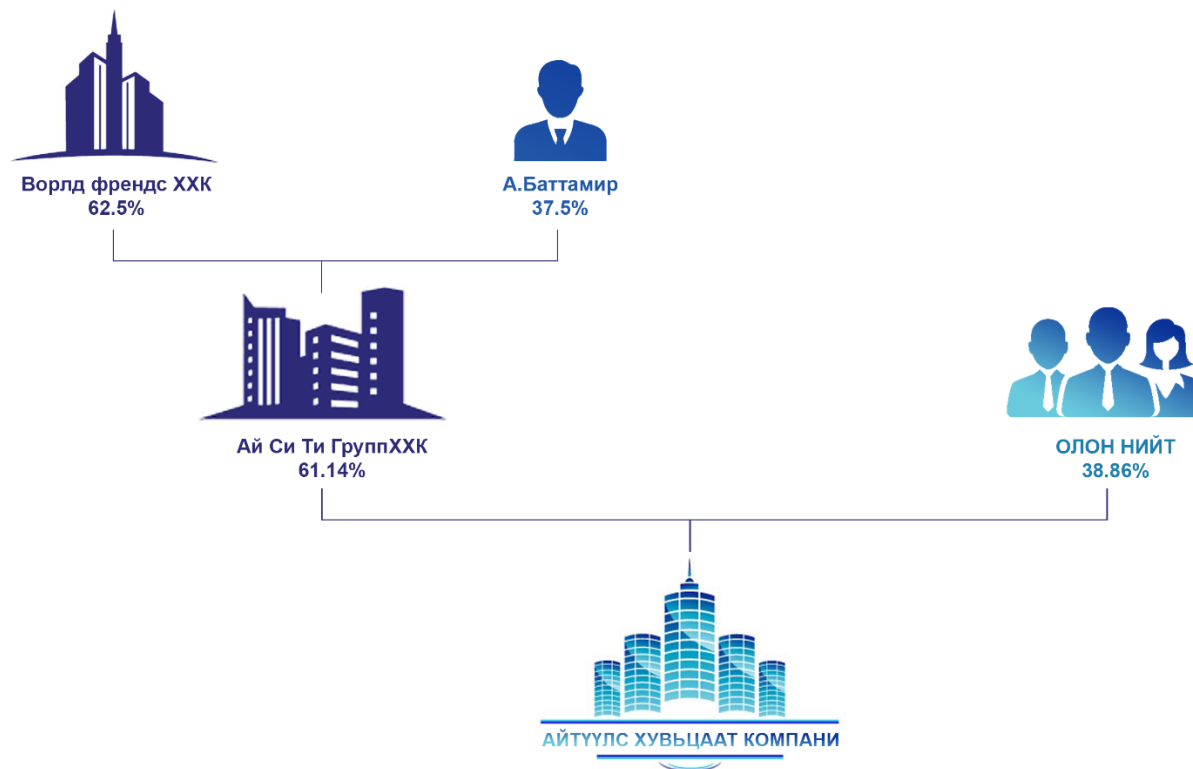 Ворлд френдс ХХК
62.5%
А.Баттамир
37.5%
Ай Си Ти ГруппХХК
61.14%
ОЛОН НИЙТ
38.86%
АЙТҮҮЛС ХУВЬЦААТ КОМПАНИ